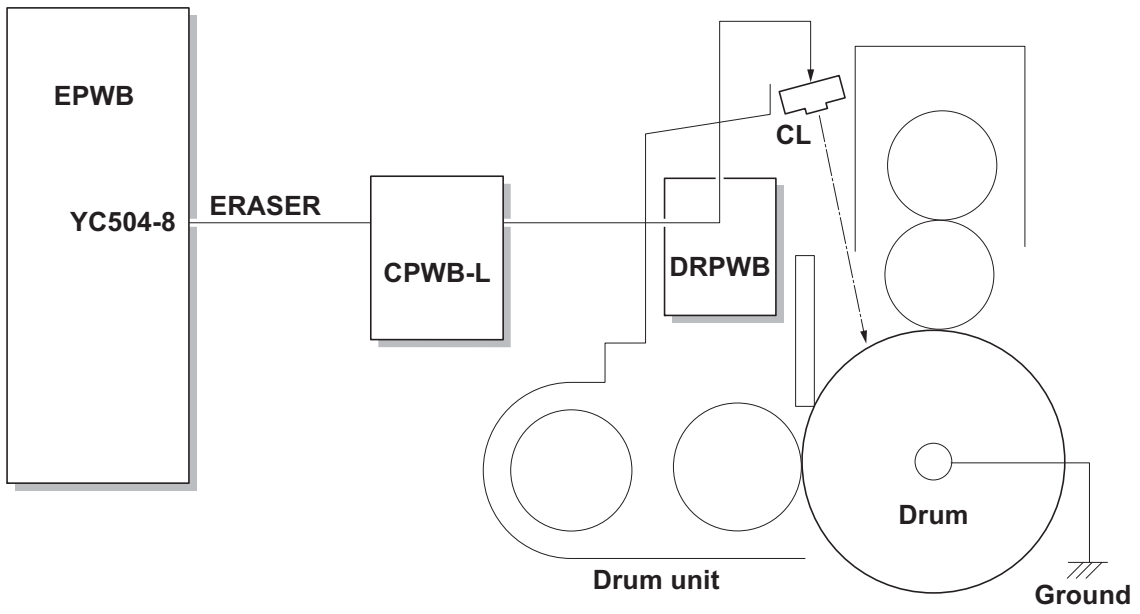 EPWB
CL
ERASER
YC504-8
CPWB-L
DRPWB
Drum
Drum unit
Ground